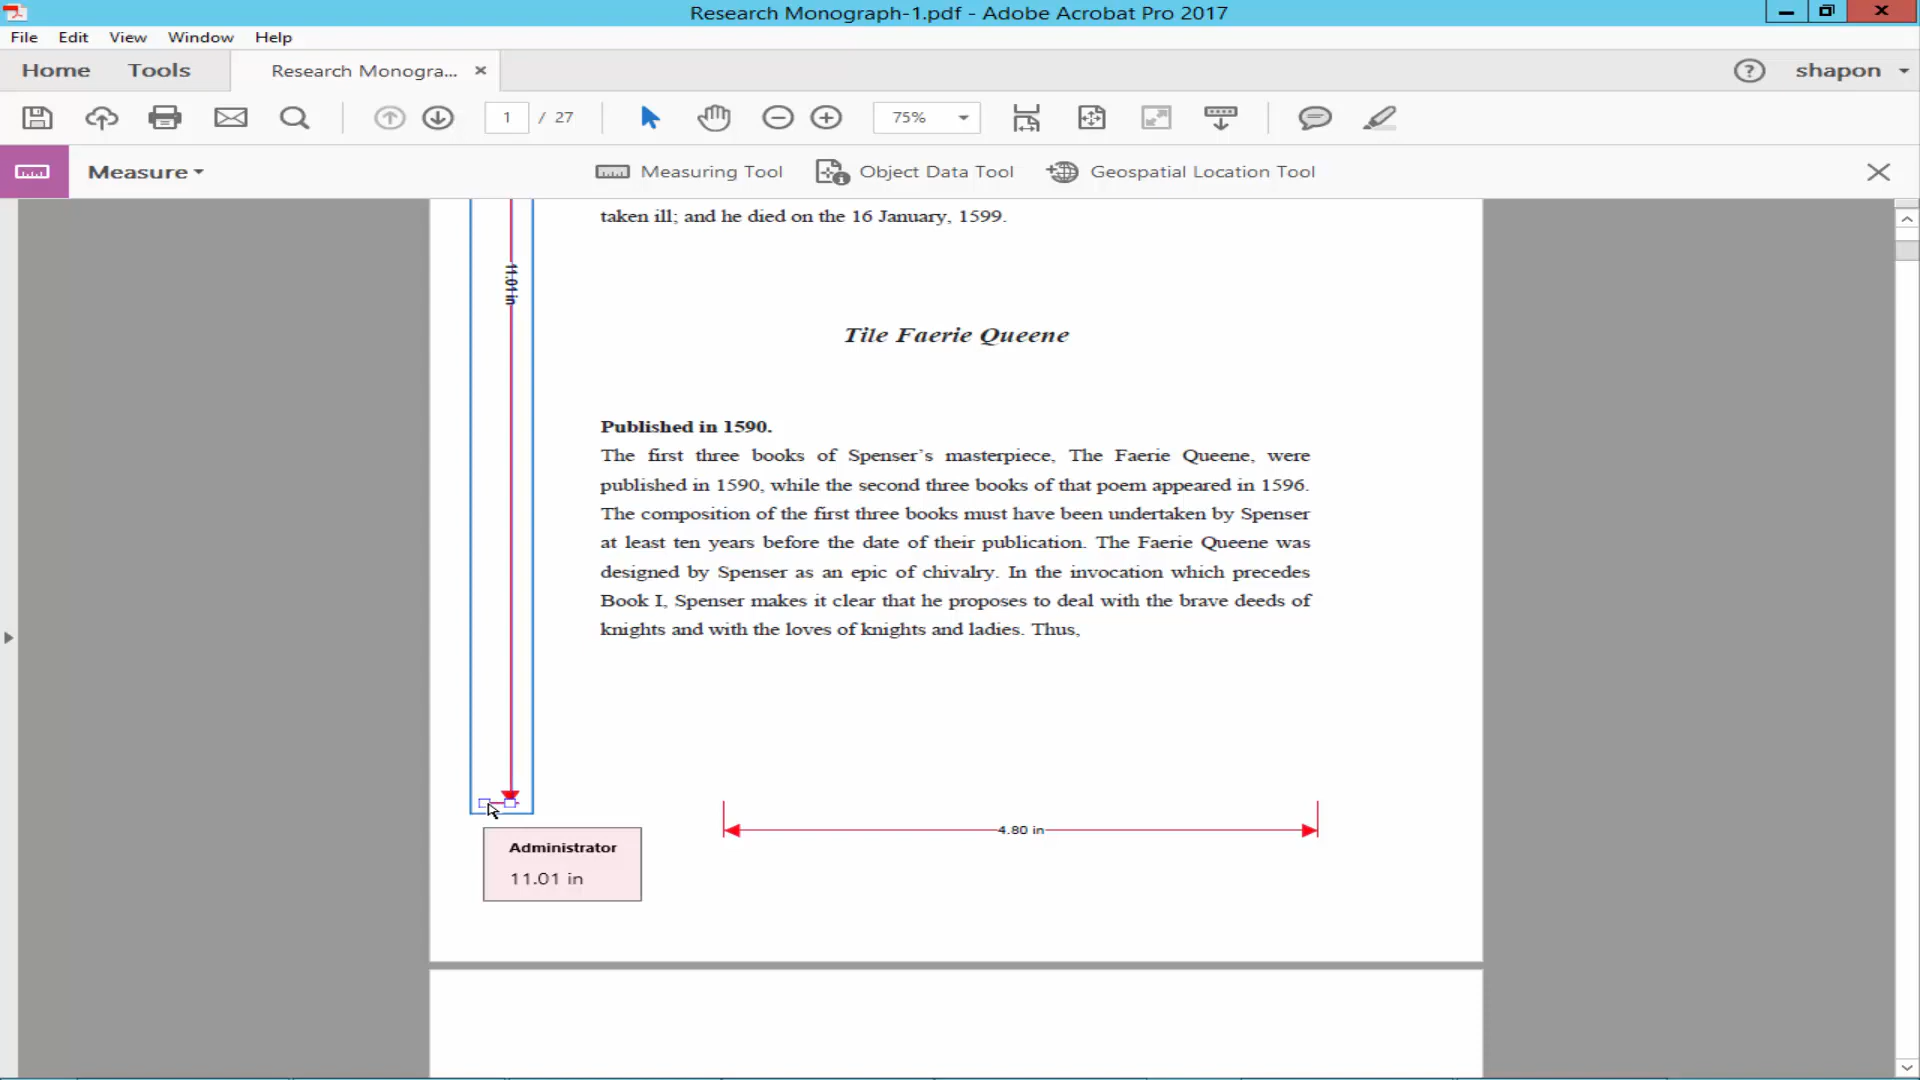 Research Monograph-1.pdf - Adobe Acrobat Pro 2017
File Edit View Window Help
Home Tools Research Monogra... shapon
1 / 27 75%
Measure Measuring Tool Object Data Tool Geospatial Location Tool
taken ill; and he died on the 16 January, 1599.
11.01 in
Tile Faerie Queene
Published in 1590.
The first three books of Spenser's masterpiece, The Faerie Queene, were
published in 1590, while the second three books of that poem appeared in 1596.
The composition of the first three books must have been undertaken by Spenser
at least ten years before the date of their publication. The Faerie Queene was
designed by Spenser as an epic of chivalry. In the invocation which precedes
Book I, Spenser makes it clear that he proposes to deal with the brave deeds of
knights and with the loves of knights and ladies. Thus,
4.80 in
Administrator
11.01 in